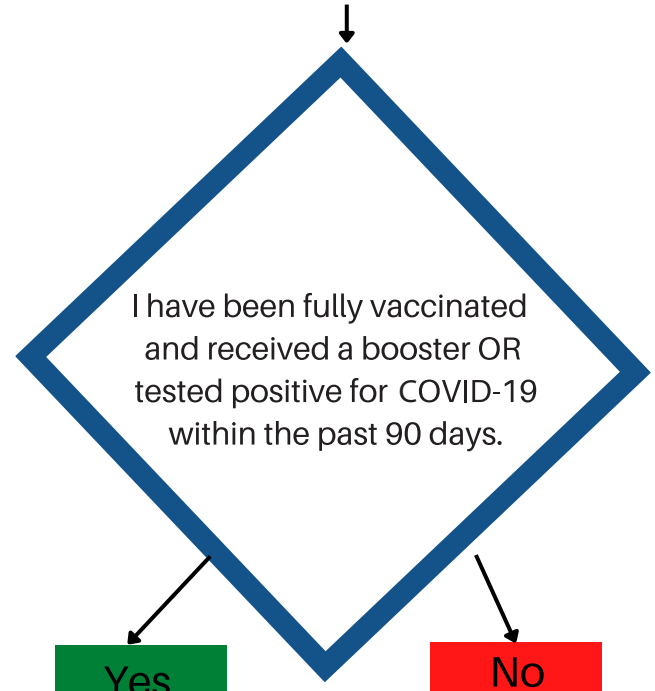 I have been fully vaccinated
and received a booster OR
tested positive for COVID-19
within the past 90 days.
Yes
No